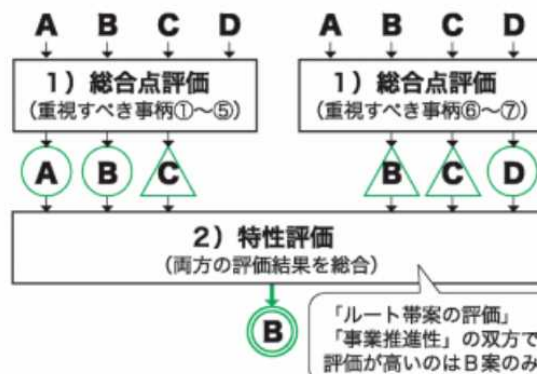 A B C D
A B C D
1）総合点評価
（重視すべき事柄①〜⑤）
1）総合点評価
（重視すべき事柄⑥〜⑦）
A B C
B C D
2）特性評価
（両方の評価結果を総合）
B
「ルート帯案の評価」
「事業推進性」の双方で
評価が高いのはB案のみ